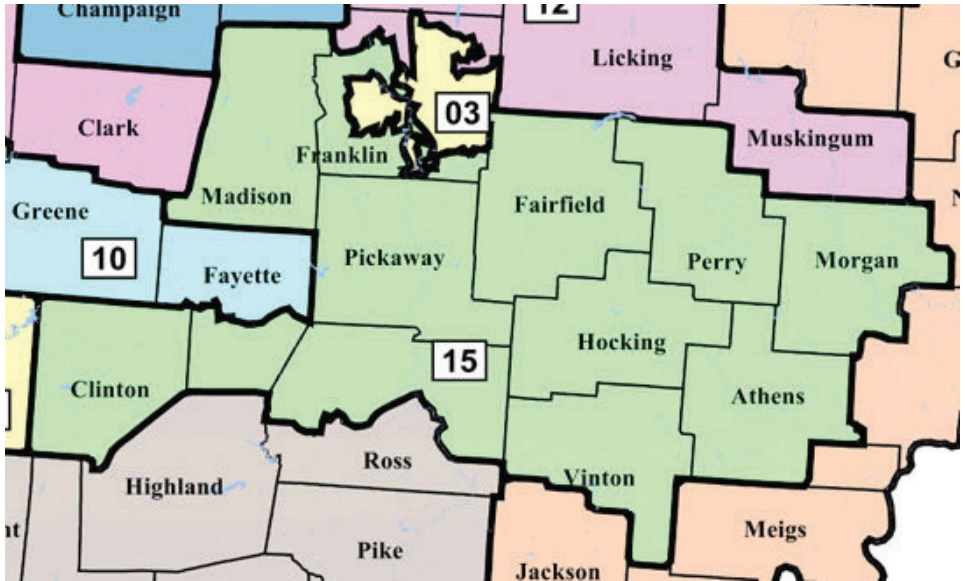 Champaign
12
Licking
G
Clark
03
Muskingum
Franklin
Madison
Greene
Fairfield
N
10
Fayette
Pickaway
Perry
Morgan
Hocking
15
Clinton
Athens
Ross
Highland
Vinton
nt
Pike
Meigs
Jackson